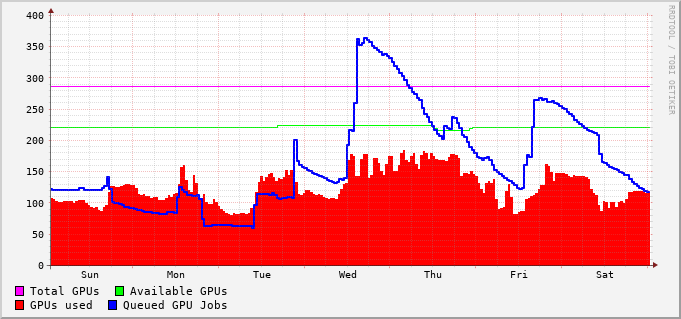 400
350
300
250
200
150
100
50
0
Sun Mon Tue Wed Thu Fri Sat
Total GPUs Available GPUs
GPUs used Queued GPU Jobs
RRDTOOL / TOBI OETIKER